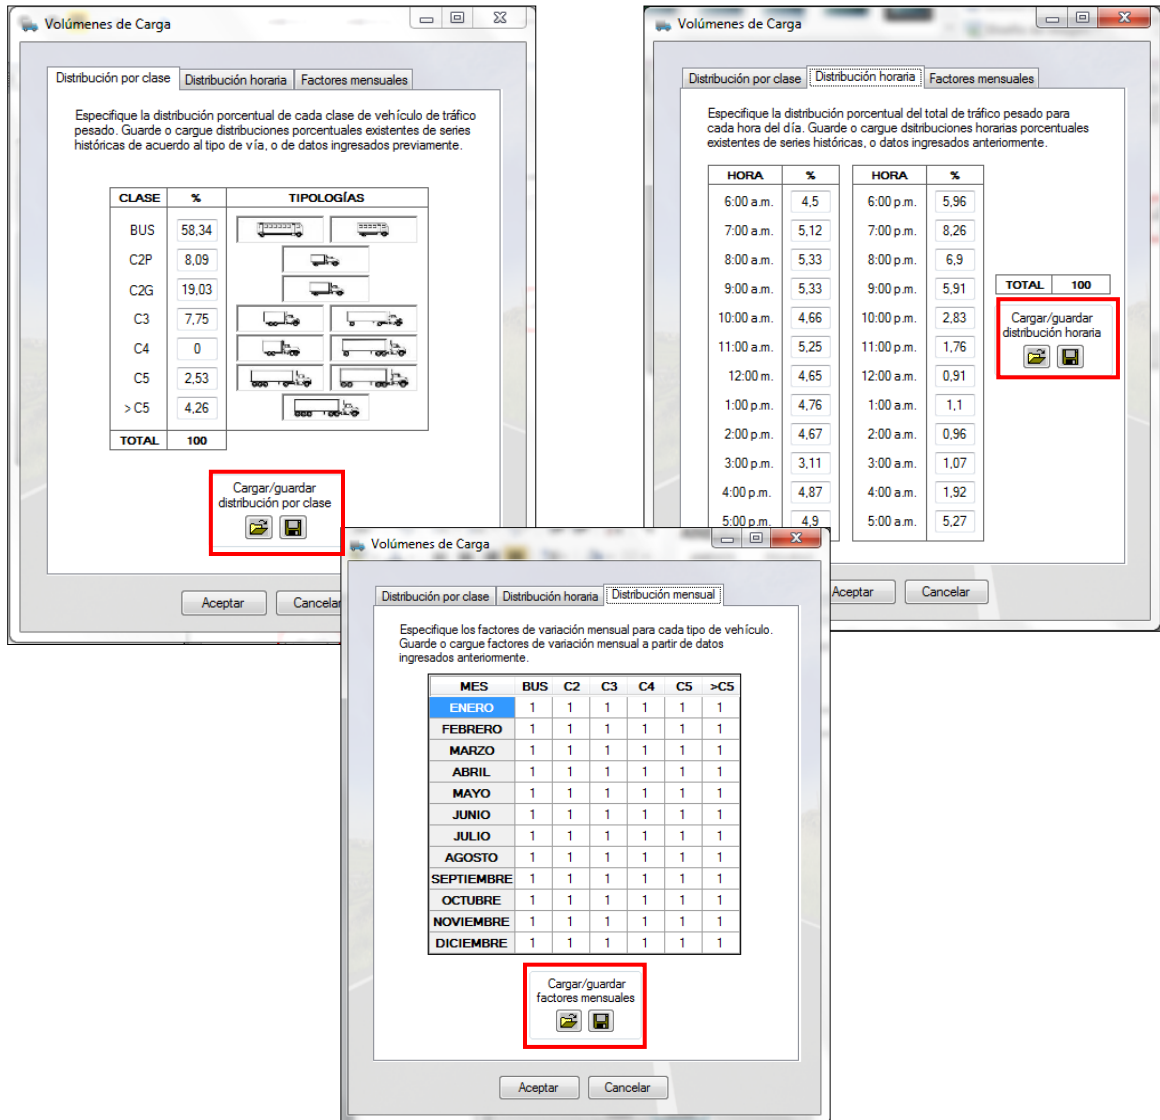 Volúmenes de Carga
Distribución por clase Distribución horaria Factores mensuales
Especifique la distribución porcentual de cada clase de vehículo de tráfico
pesado. Guarde o cargue distribuciones porcentuales existentes de series
históricas de acuerdo al tipo de vía, o de datos ingresados previamente.
CLASE % TIPOLOGÍAS
BUS 58,34
C2P 8,09
C2G 19,03
C3 7,75
C4 0
C5 2,53
> C5 4,26
TOTAL 100
Cargar/guardar
distribución por clase
Aceptar Cancelar
Volúmenes de Carga
Distribución por clase Distribución horaria Factores mensuales
Especifique la distribución porcentual del total de tráfico pesado para
cada hora del día. Guarde o cargue dsitribuciones horarias porcentuales
existentes de series históricas, o datos ingresados anteriormente.
HORA % HORA %
6:00 a.m. 4,5 6:00 p.m. 5,96
7:00 a.m. 5,12 7:00 p.m. 8,26
8:00 a.m. 5,33 8:00 p.m. 6,9
9:00 a.m. 5,33 9:00 p.m. 5,91
10:00 a.m. 4,66 10:00 p.m. 2,83
11:00 a.m. 5,25 11:00 p.m. 1,76
12:00 m. 4,65 12:00 a.m. 0,91
1:00 p.m. 4,76 1:00 a.m. 1,1
2:00 p.m. 4,67 2:00 a.m. 0,96
3:00 p.m. 3,11 3:00 a.m. 1,07
4:00 p.m. 4,87 4:00 a.m. 1,92
5:00 p.m. 4,9 5:00 a.m. 5,27
TOTAL 100
Cargar/guardar
distribución horaria
Aceptar Cancelar
Volúmenes de Carga
Distribución por clase Distribución horaria Distribución mensual
Especifique los factores de variación mensual para cada tipo de vehículo.
Guarde o cargue factores de variación mensual a partir de datos
ingresados anteriormente.
MES BUS C2 C3 C4 C5 >C5
ENERO 1 1 1 1 1 1
FEBRERO 1 1 1 1 1 1
MARZO 1 1 1 1 1 1
ABRIL 1 1 1 1 1 1
MAYO 1 1 1 1 1 1
JUNIO 1 1 1 1 1 1
JULIO 1 1 1 1 1 1
AGOSTO 1 1 1 1 1 1
SEPTIEMBRE 1 1 1 1 1 1
OCTUBRE 1 1 1 1 1 1
NOVIEMBRE 1 1 1 1 1 1
DICIEMBRE 1 1 1 1 1 1
Cargar/guardar
factores mensuales
Aceptar Cancelar